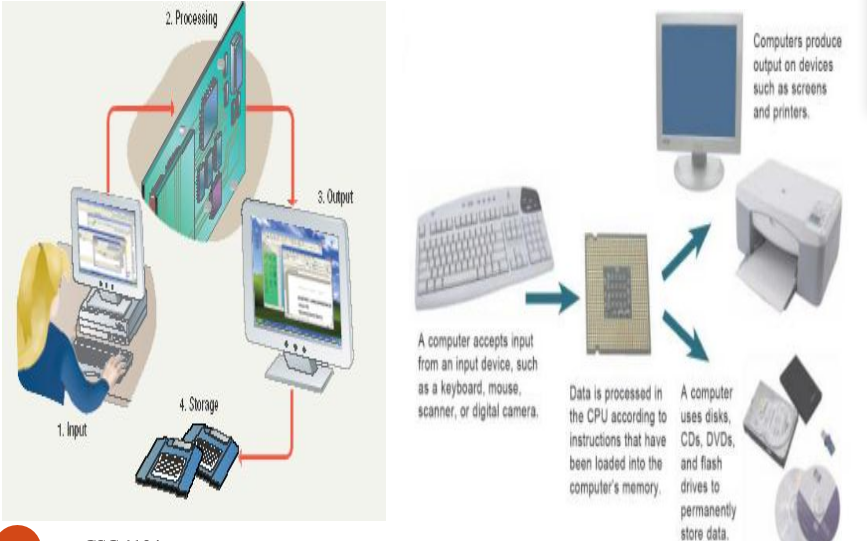 2. Processing
3. Output
4. Storage
1. Input
Computers produce
output on devices
such as screens
and printers.
A computer accepts input
from an input device, such
as a keyboard, mouse,
scanner, or digital camera.
Data is processed in
the CPU according to
instructions that have
been loaded into the
computer's memory.
A computer
uses disks,
CDs, DVDs,
and flash
drives to
permanently
store data.